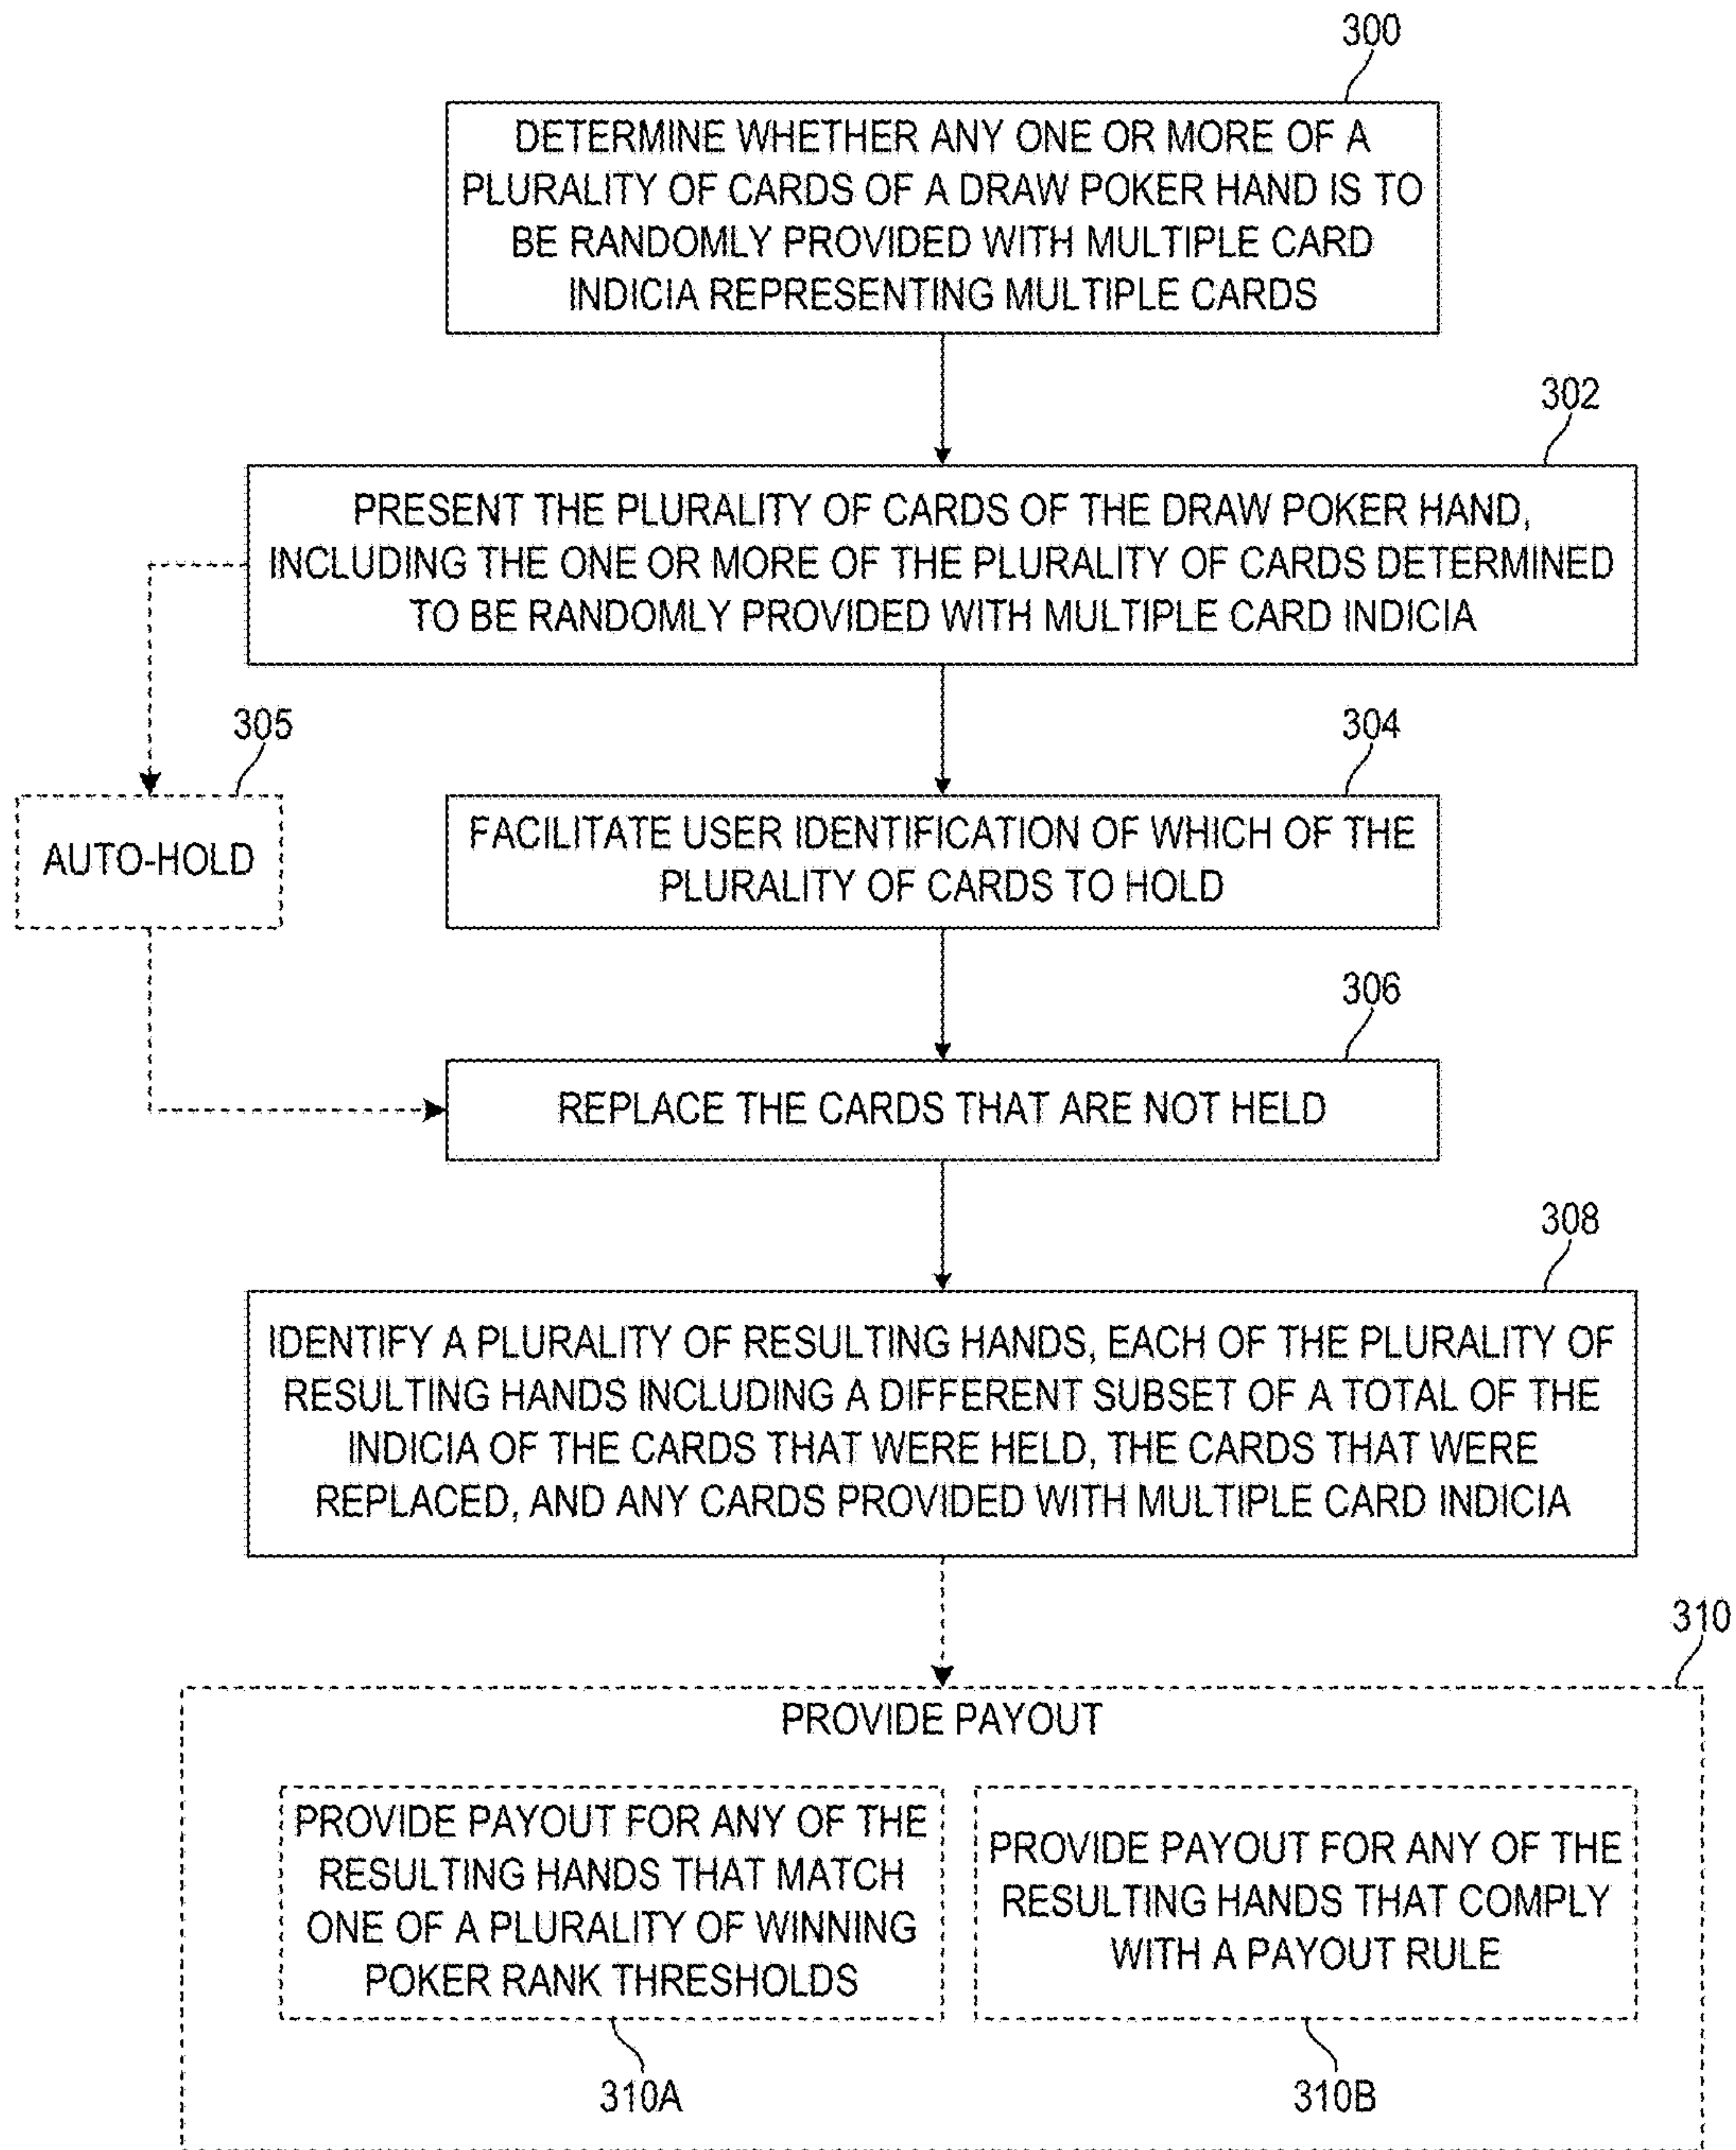 300
DETERMINE WHETHER ANY ONE OR MORE OF A
PLURALITY OF CARDS OF A DRAW POKER HAND IS TO
BE RANDOMLY PROVIDED WITH MULTIPLE CARD
INDICIA REPRESENTING MULTIPLE CARDS
302
PRESENT THE PLURALITY OF CARDS OF THE DRAW POKER HAND,
INCLUDING THE ONE OR MORE OF THE PLURALITY OF CARDS DETERMINED
TO BE RANDOMLY PROVIDED WITH MULTIPLE CARD INDICIA
305
AUTO-HOLD
304
FACILITATE USER IDENTIFICATION OF WHICH OF THE
PLURALITY OF CARDS TO HOLD
306
REPLACE THE CARDS THAT ARE NOT HELD
308
IDENTIFY A PLURALITY OF RESULTING HANDS, EACH OF THE PLURALITY OF
RESULTING HANDS INCLUDING A DIFFERENT SUBSET OF A TOTAL OF THE
INDICIA OF THE CARDS THAT WERE HELD, THE CARDS THAT WERE
REPLACED, AND ANY CARDS PROVIDED WITH MULTIPLE CARD INDICIA
310
PROVIDE PAYOUT
PROVIDE PAYOUT FOR ANY OF THE
RESULTING HANDS THAT MATCH
ONE OF A PLURALITY OF WINNING
POKER RANK THRESHOLDS
310A
PROVIDE PAYOUT FOR ANY OF THE
RESULTING HANDS THAT COMPLY
WITH A PAYOUT RULE
310B